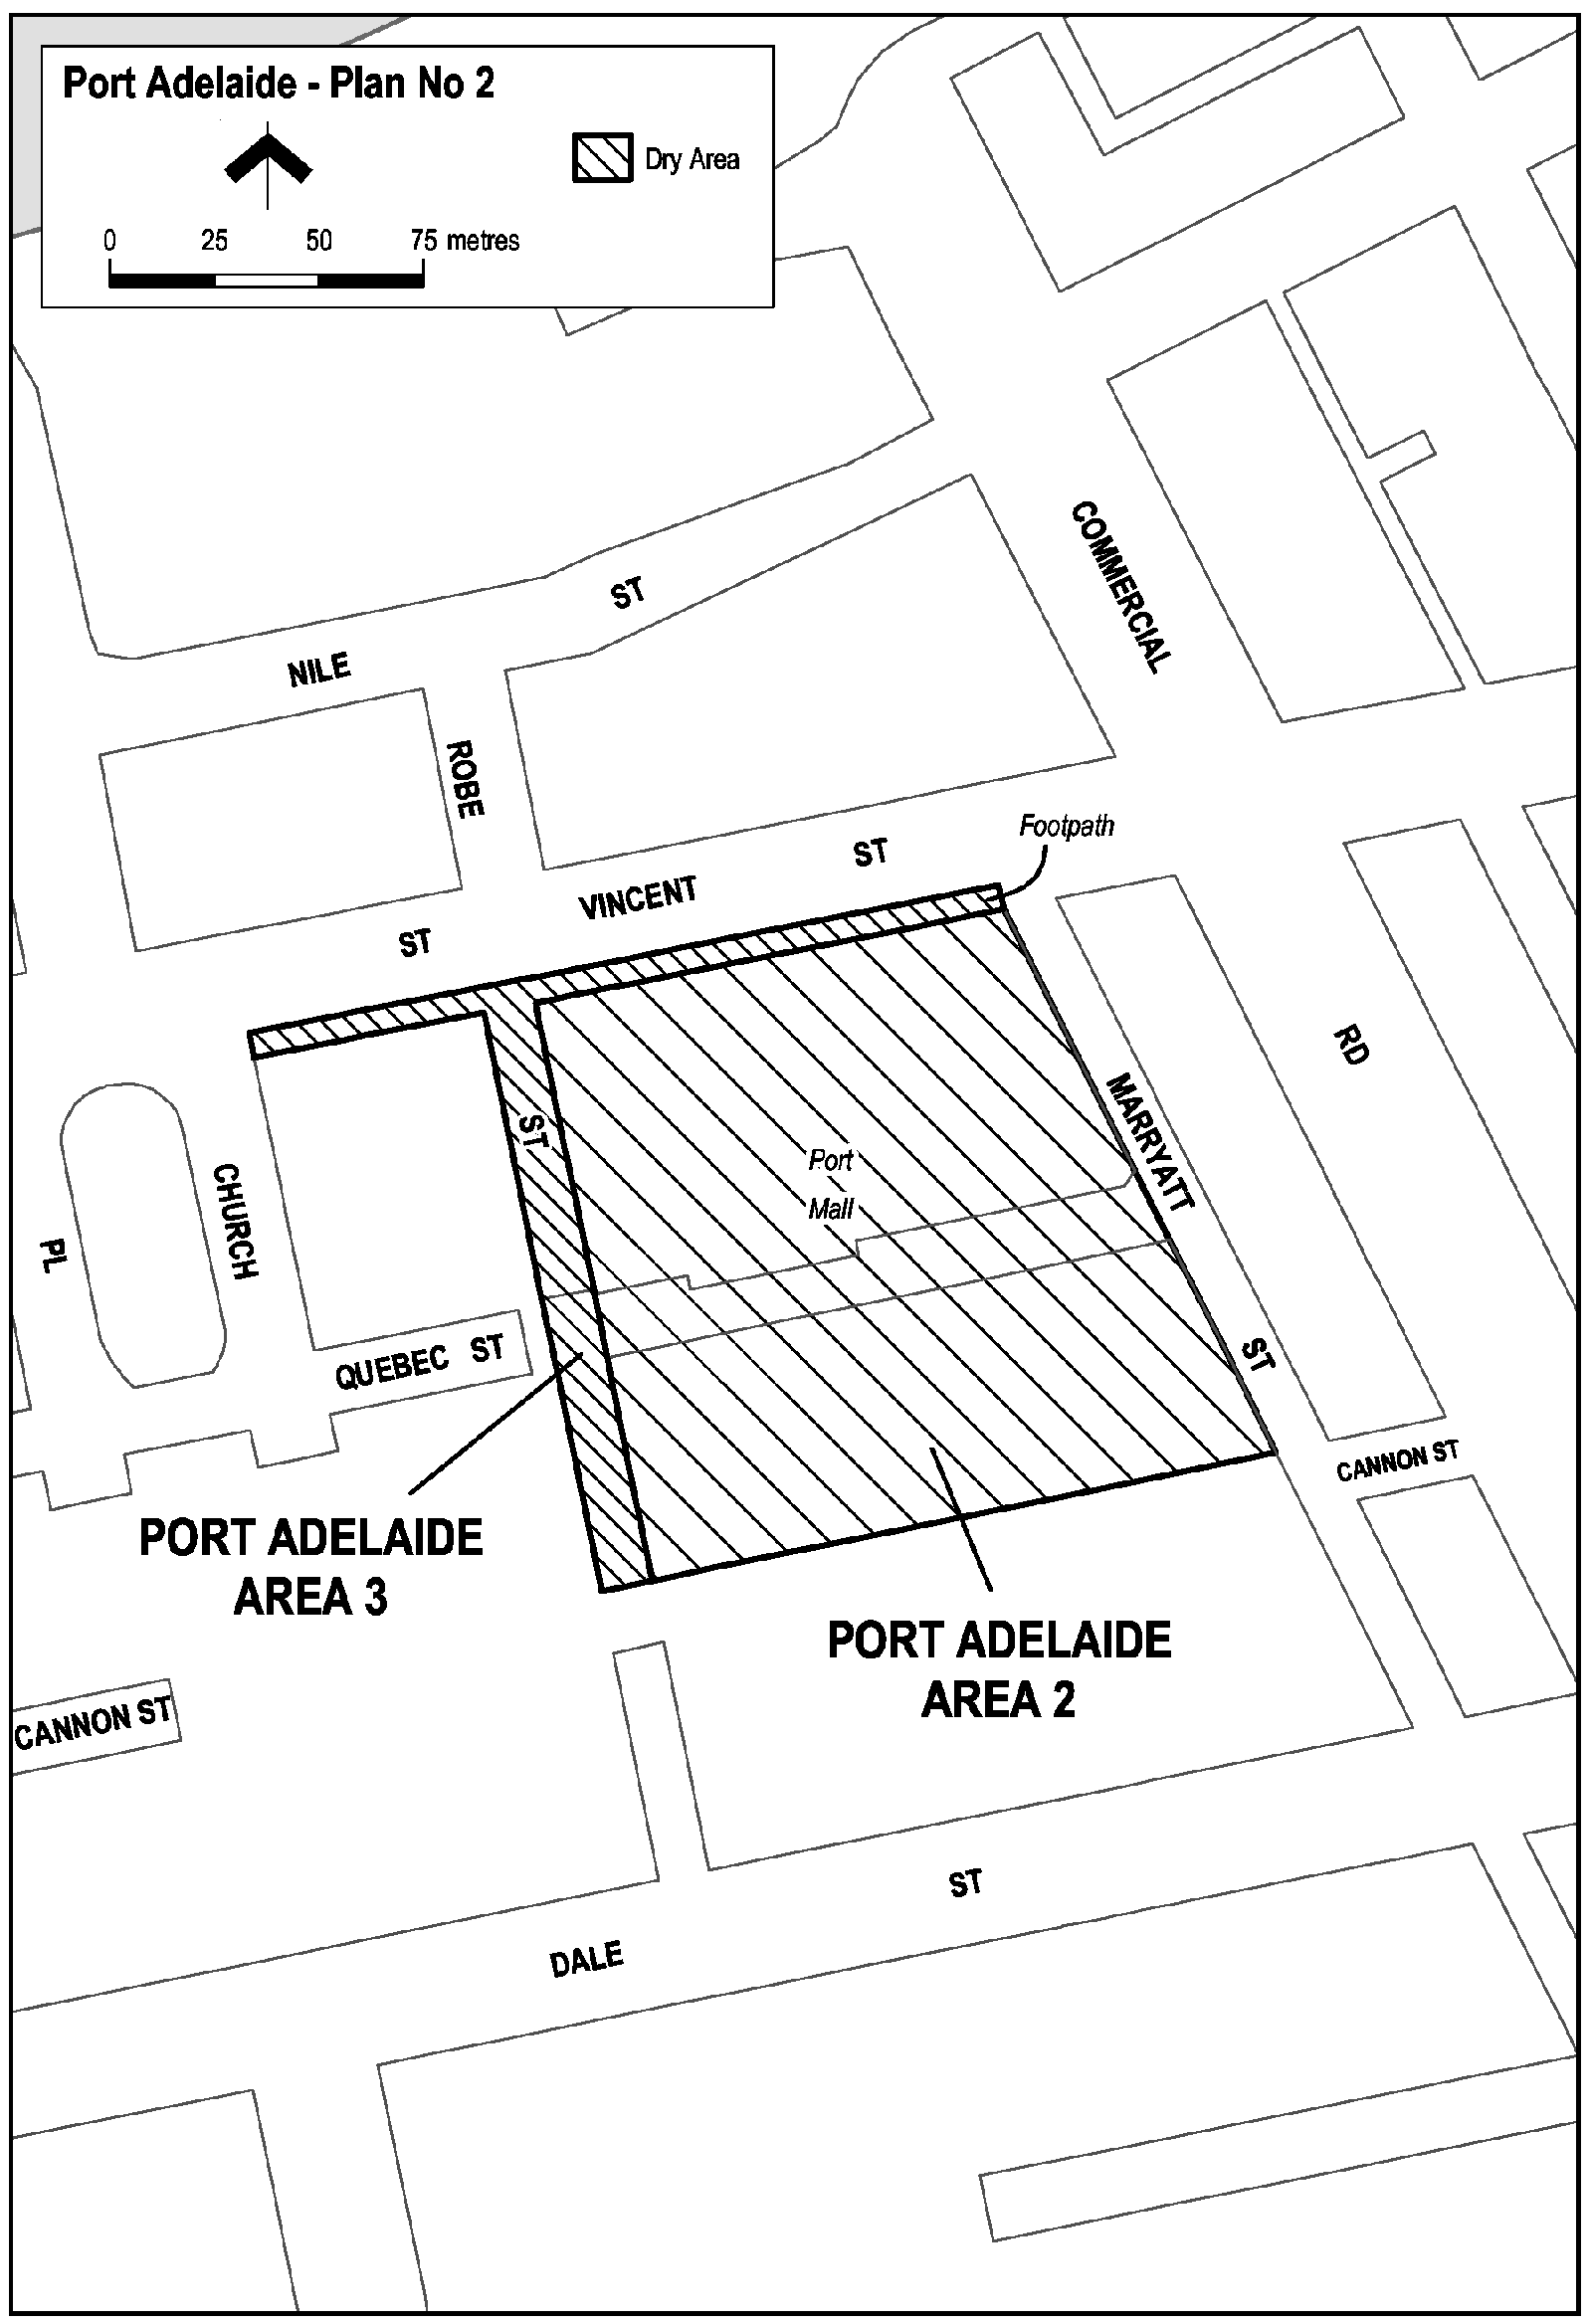 Port Adelaide - Plan No 2
Dry Area
0 25 50 75 metres
COMMERCIAL
ST
NILE
ROBE
Footpath
ST
VINCENT
ST
RD
MARRYATT
ST
Port
Mall
CHURCH
PL
ST
QUEBEC ST
CANNON ST
PORT ADELAIDE
AREA 3
PORT ADELAIDE
AREA 2
CANNON ST
ST
DALE